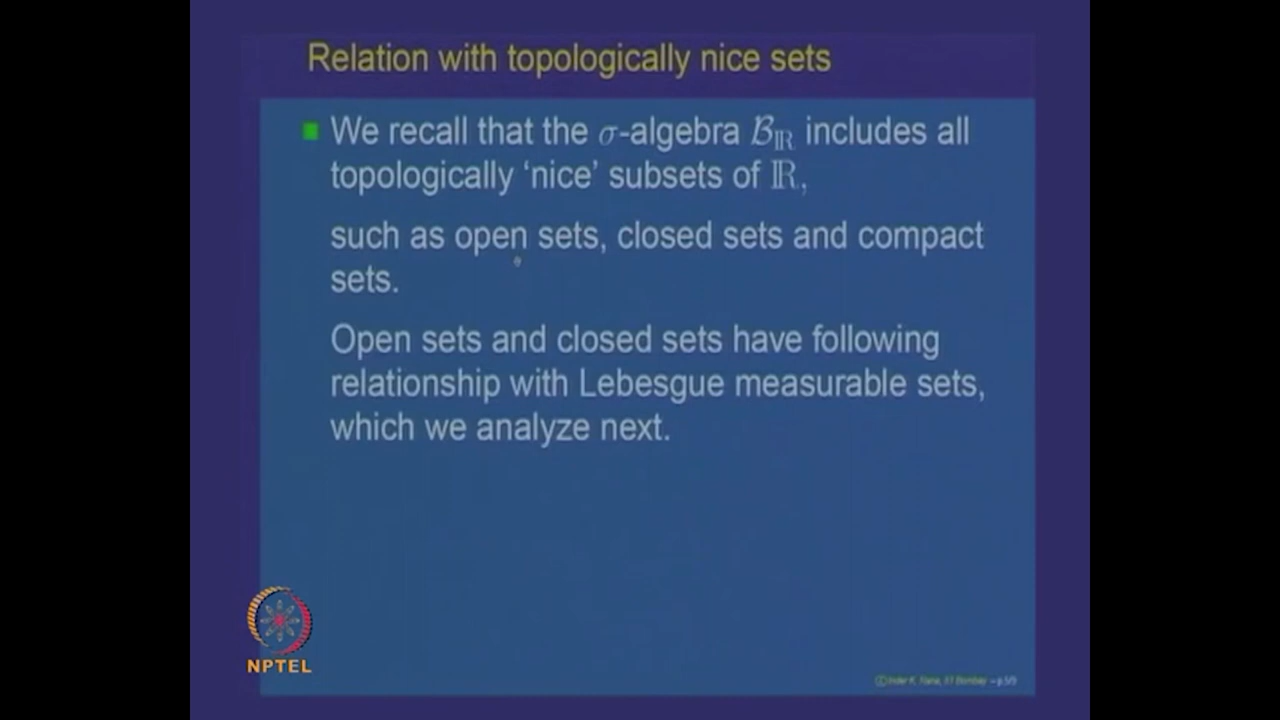 Relation with topologically nice sets
We recall that the σ-algebra 𝓑_ℝ includes all
topologically ‘nice’ subsets of ℝ,
such as open sets, closed sets and compact
sets.
Open sets and closed sets have following
relationship with Lebesgue measurable sets,
which we analyze next.
NPTEL